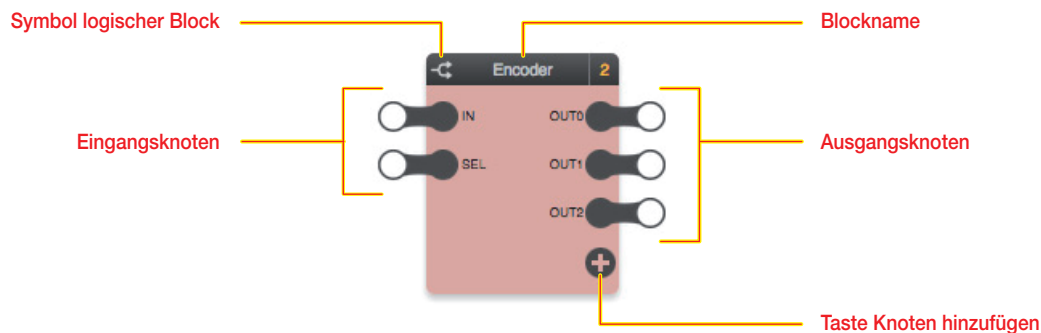 Symbol logischer Block
Blockname
Encoder 2
Eingangsknoten
IN OUT0
SEL OUT1
OUT2
Ausgangsknoten
Taste Knoten hinzufügen